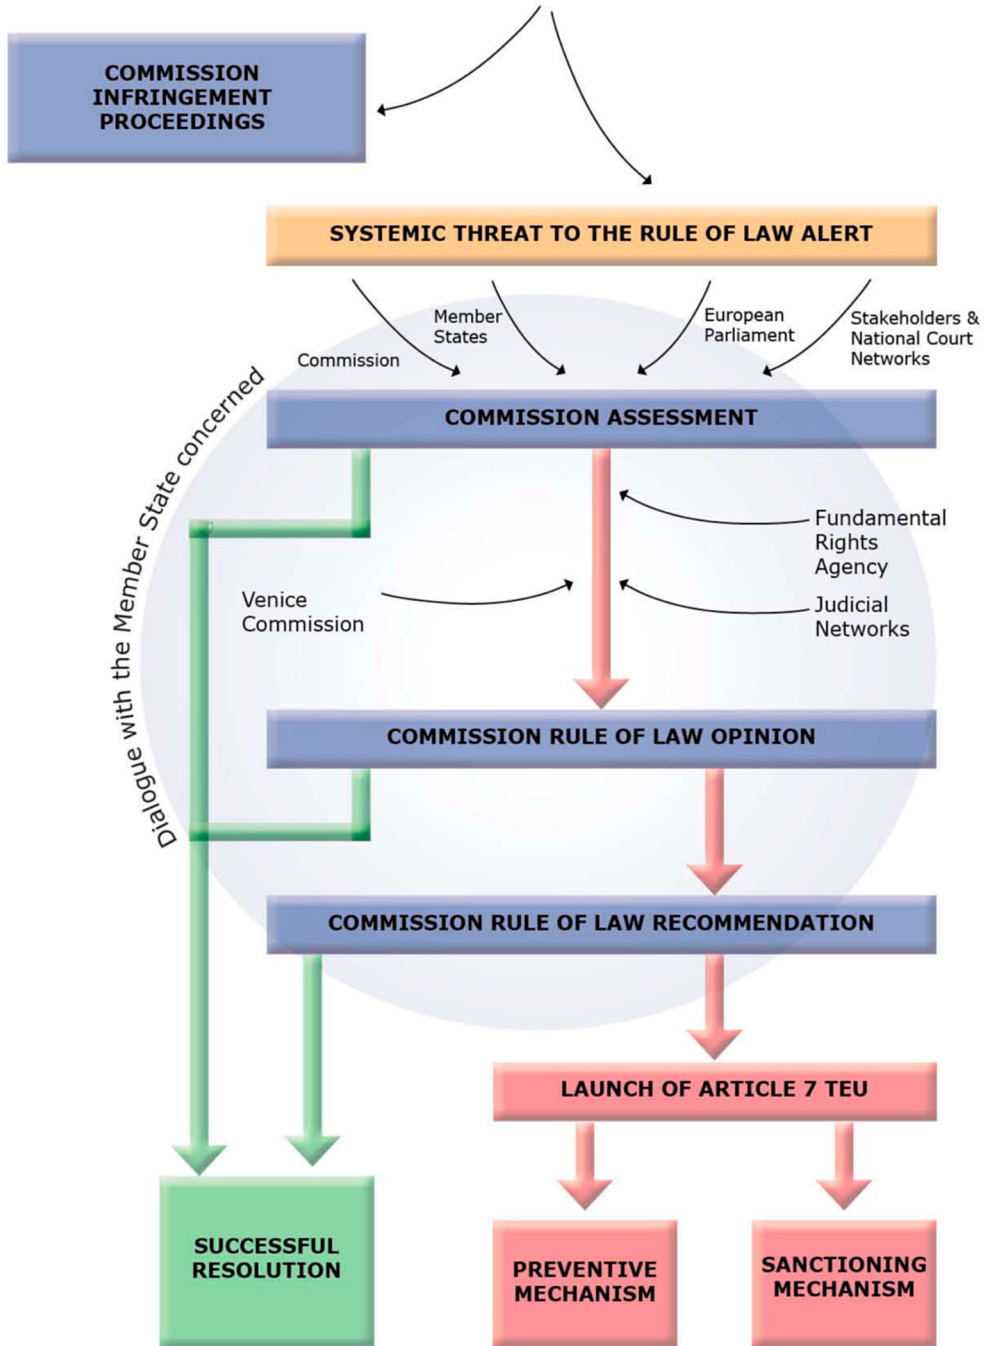 COMMISSION
INFRINGEMENT
PROCEEDINGS
SYSTEMIC THREAT TO THE RULE OF LAW ALERT
Commission
Member
States
European
Parliament
Stakeholders &
National Court
Networks
Dialogue with the Member State concerned
COMMISSION ASSESSMENT
Fundamental
Rights
Agency
Venice
Commission
Judicial
Networks
COMMISSION RULE OF LAW OPINION
COMMISSION RULE OF LAW RECOMMENDATION
LAUNCH OF ARTICLE 7 TEU
SUCCESSFUL
RESOLUTION
PREVENTIVE
MECHANISM
SANCTIONING
MECHANISM